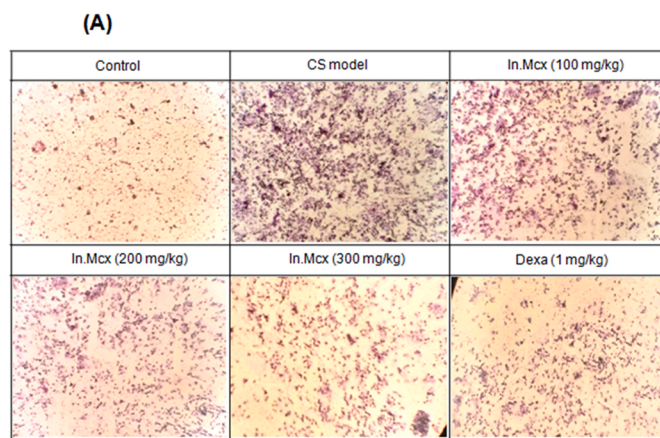 (A)
Control CS model In.Mcx (100 mg/kg)
In.Mcx (200 mg/kg) In.Mcx (300 mg/kg) Dexa (1 mg/kg)